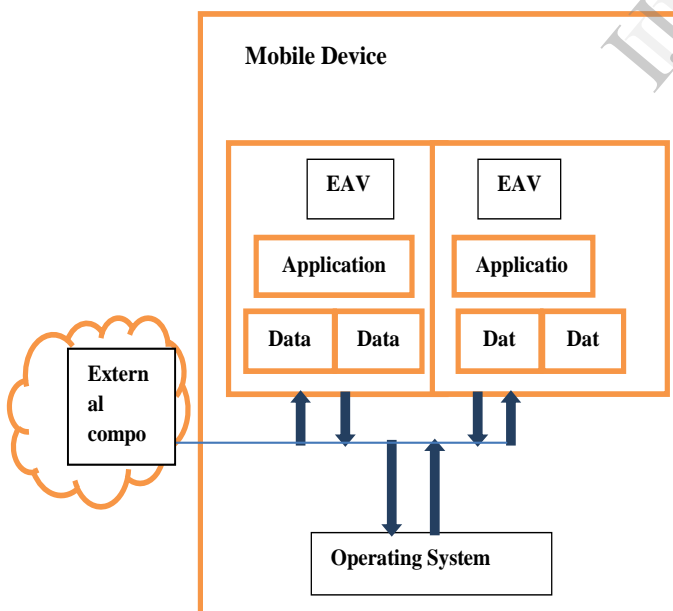 Mobile Device
EAV
EAV
Application
Applicatio
Data
Data
Dat
Dat
Extern
al
compo
Operating System